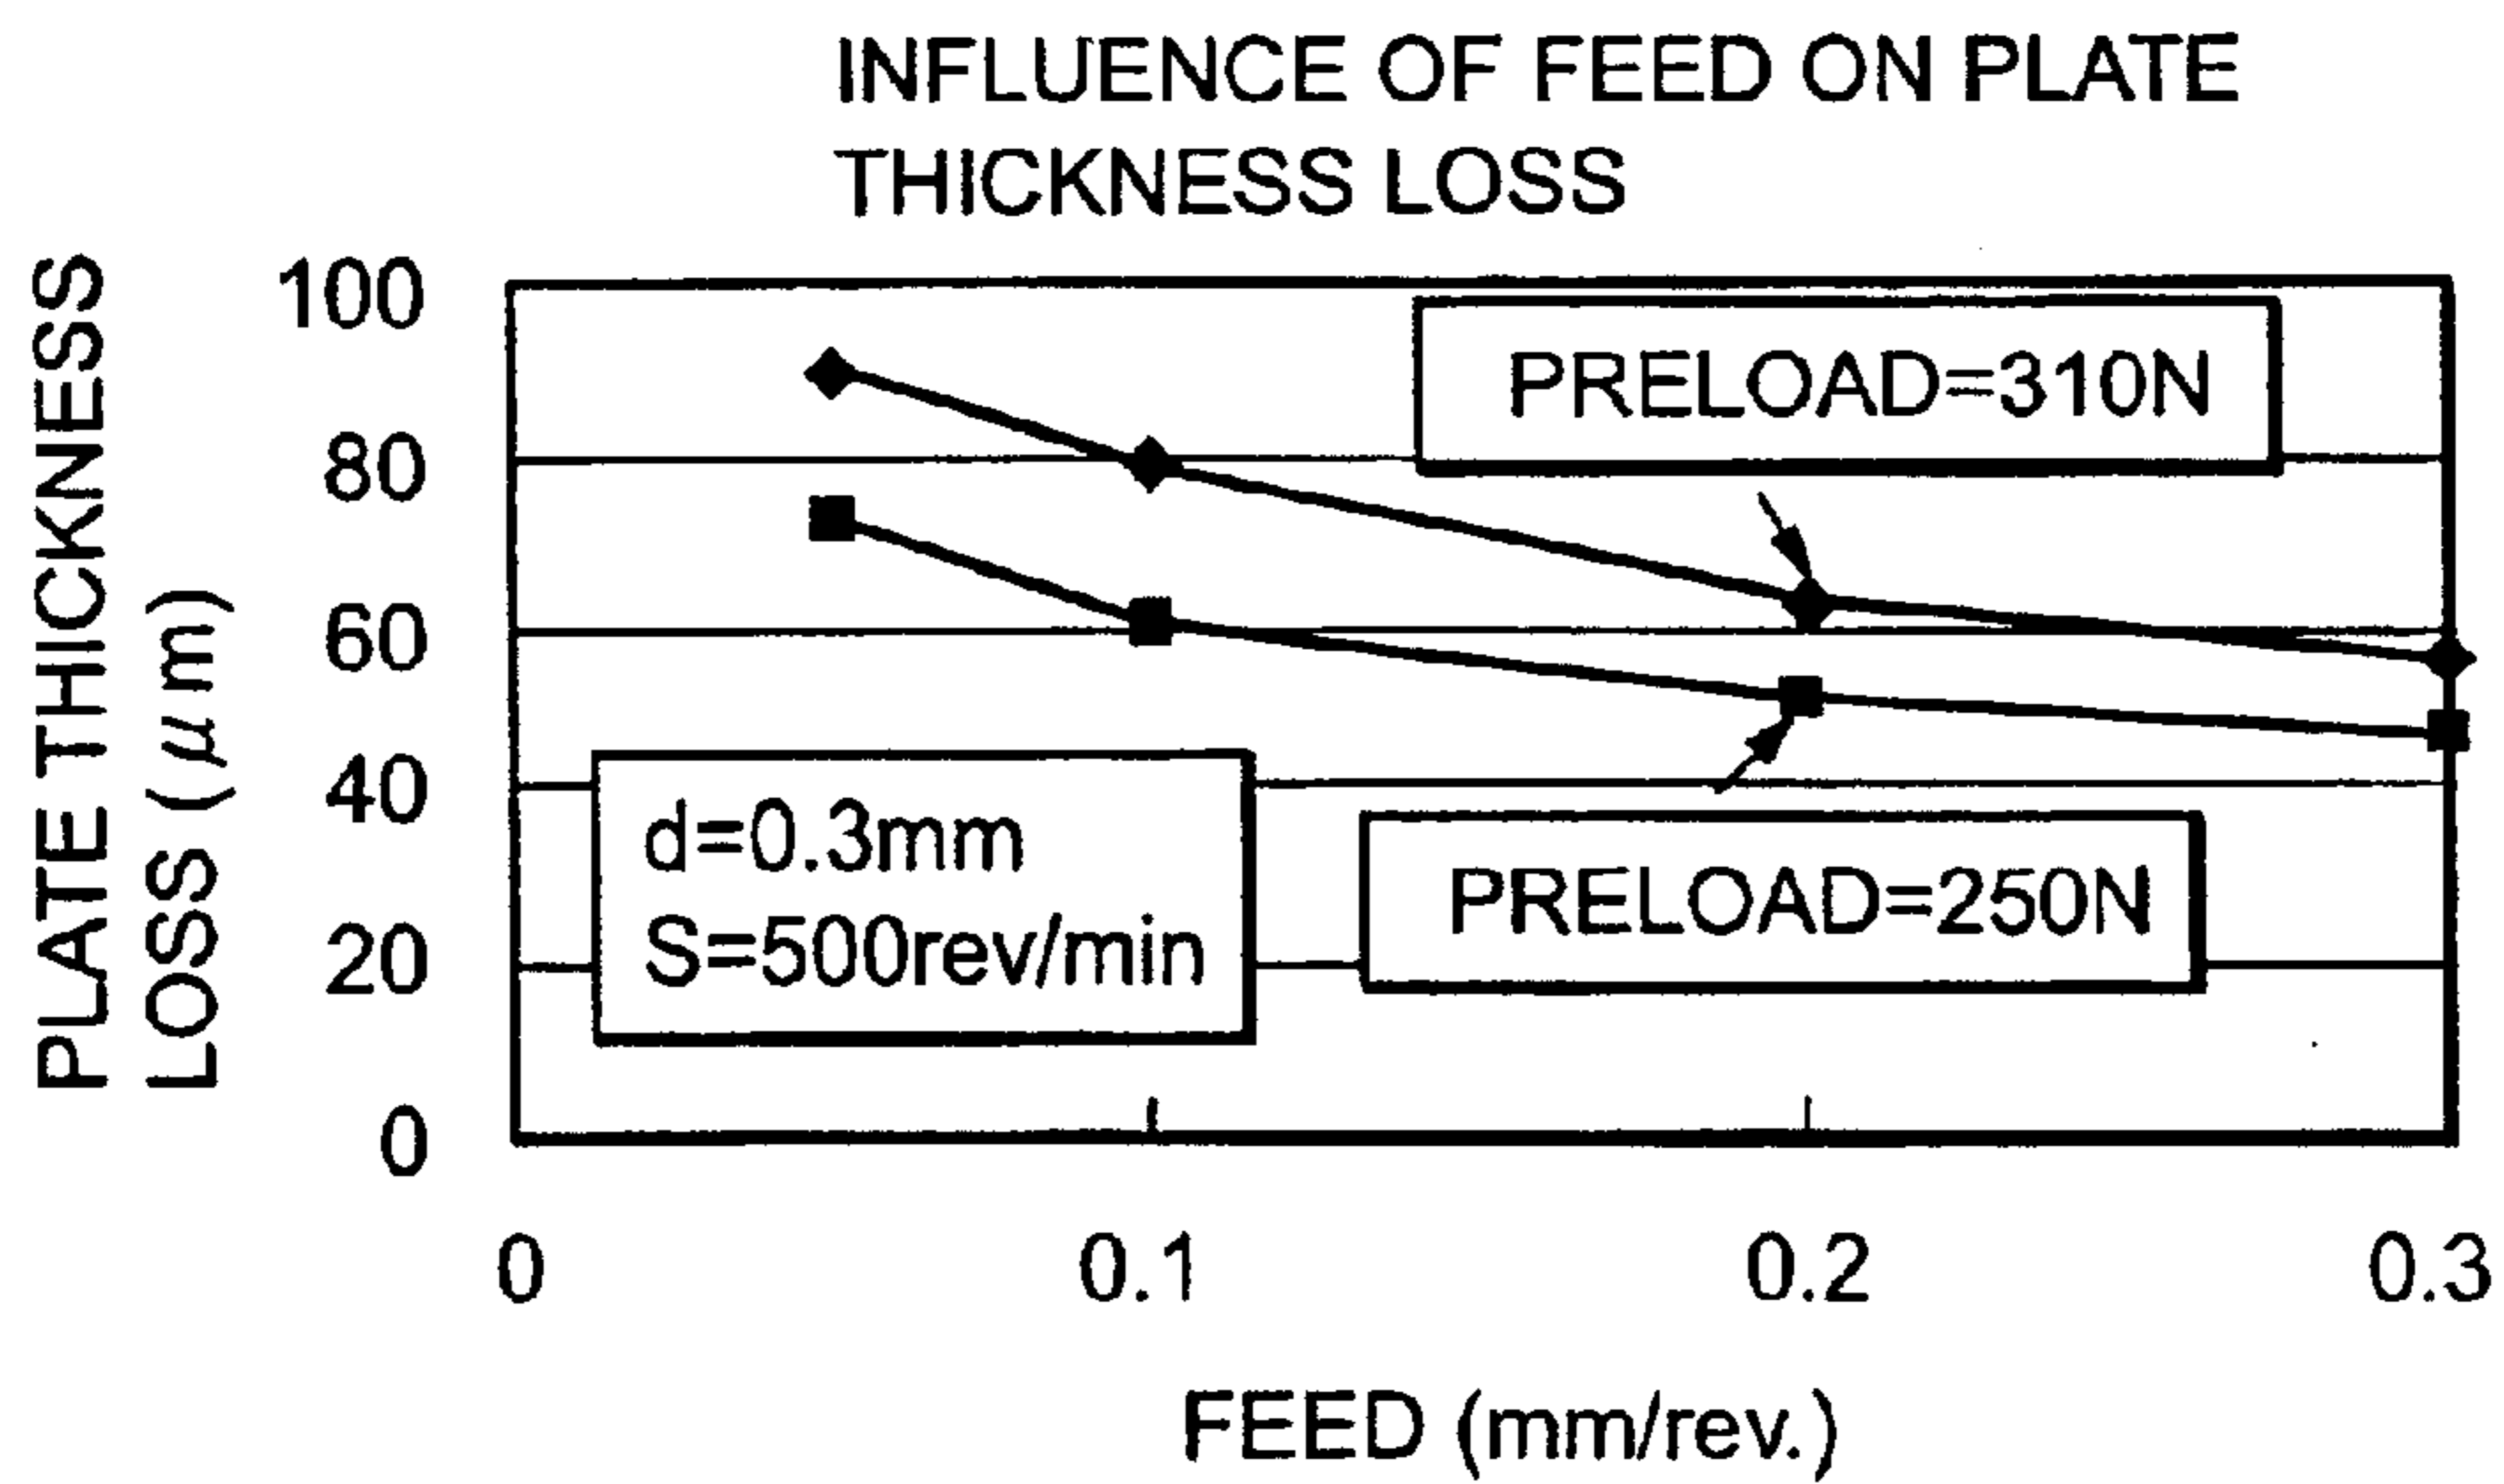 INFLUENCE OF FEED ON PLATE
THICKNESS LOSS
PLATE THICKNESS
LOSS (μm)
100
80
60
40
20
0
PRELOAD=310N
d=0.3mm
S=500rev/min
PRELOAD=250N
0 0.1 0.2 0.3
FEED (mm/rev.)